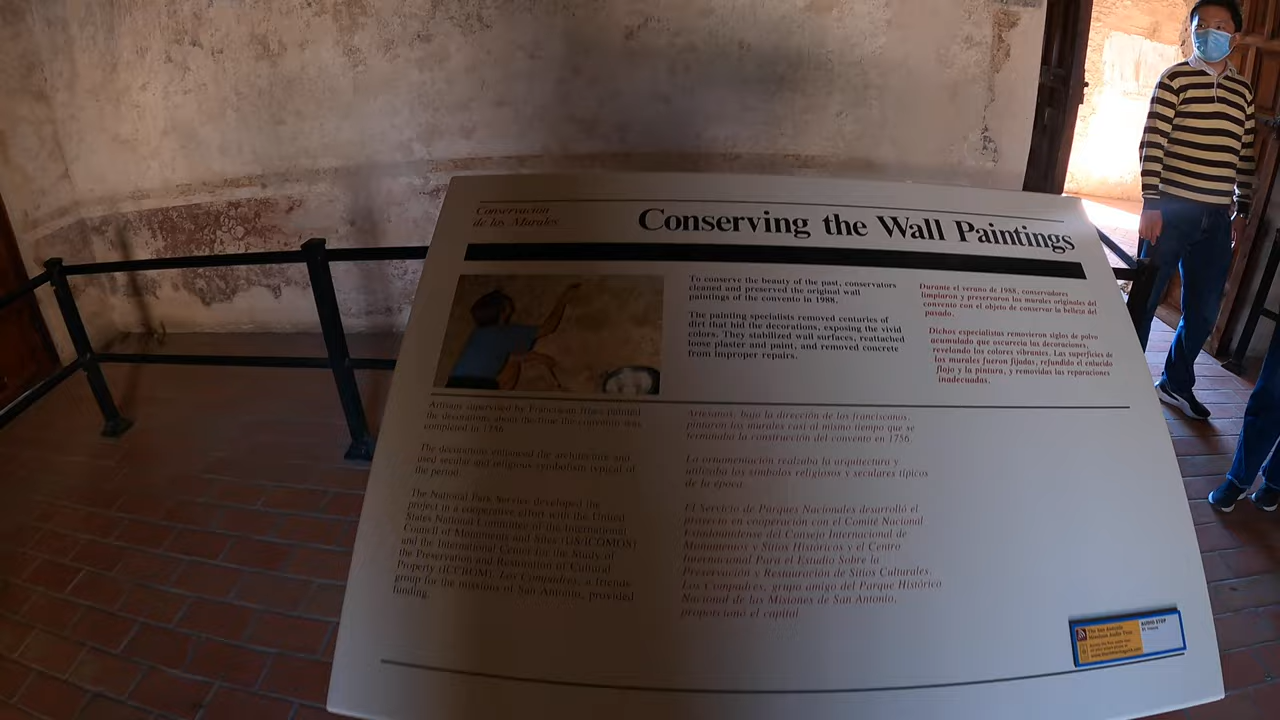 Conservación
de los Murales
Conserving the Wall Paintings
To conserve the beauty of the past, conservators
cleaned and preserved the original wall
paintings of the convento in 1988.
The painting specialists removed centuries of
dirt that hid the decorations, exposing the vivid
colors. They stabilized wall surfaces, reattached
loose plaster and paint, and removed concrete
from improper repairs.
Durante el verano de 1988, conservadores
limpiaron y preservaron los murales originales del
convento con el objeto de conservar la belleza del
pasado.
Dichos especialistas removieron siglos de polvo
acumulado que oscurecía las decoraciones,
revelando los colores vibrantes. Las superficies de
los murales fueron fijadas, refundido el enlucido
flojo y la pintura, y removidas las reparaciones
inadecuadas.
Artisans supervised by Franciscan friars painted
the decorations about the time the convento was
completed in 1756.
The decorations enhanced the architecture and
used secular and religious symbolism typical of
the period.
The National Park Service developed the
project in a cooperative effort with the United
States National Committee of the International
Council of Monuments and Sites (US/ICOMOS)
and the International Center for the Study of
the Preservation and Restoration of Cultural
Property (ICCROM). Los Compadres, a friends
group for the missions of San Antonio, provided
funding.
Artesanos, bajo la dirección de los franciscanos,
pintaron los murales casi al mismo tiempo que se
terminaba la construcción del convento en 1756.
La ornamentación realzaba la arquitectura y
utilizaba los símbolos religiosos y seculares típicos
de la época.
El Servicio de Parques Nacionales desarrolló el
proyecto en cooperación con el Comité Nacional
Estadounidense del Consejo Internacional de
Monumentos y Sitios Históricos y el Centro
Internacional Para el Estudio Sobre la
Preservación y Restauración de Sitios Culturales.
Los Compadres, grupo amigo del Parque Histórico
Nacional de las Misiones de San Antonio,
proporcionó el capital
The San Antonio
Missions Audio Tour
AUDIO STOP